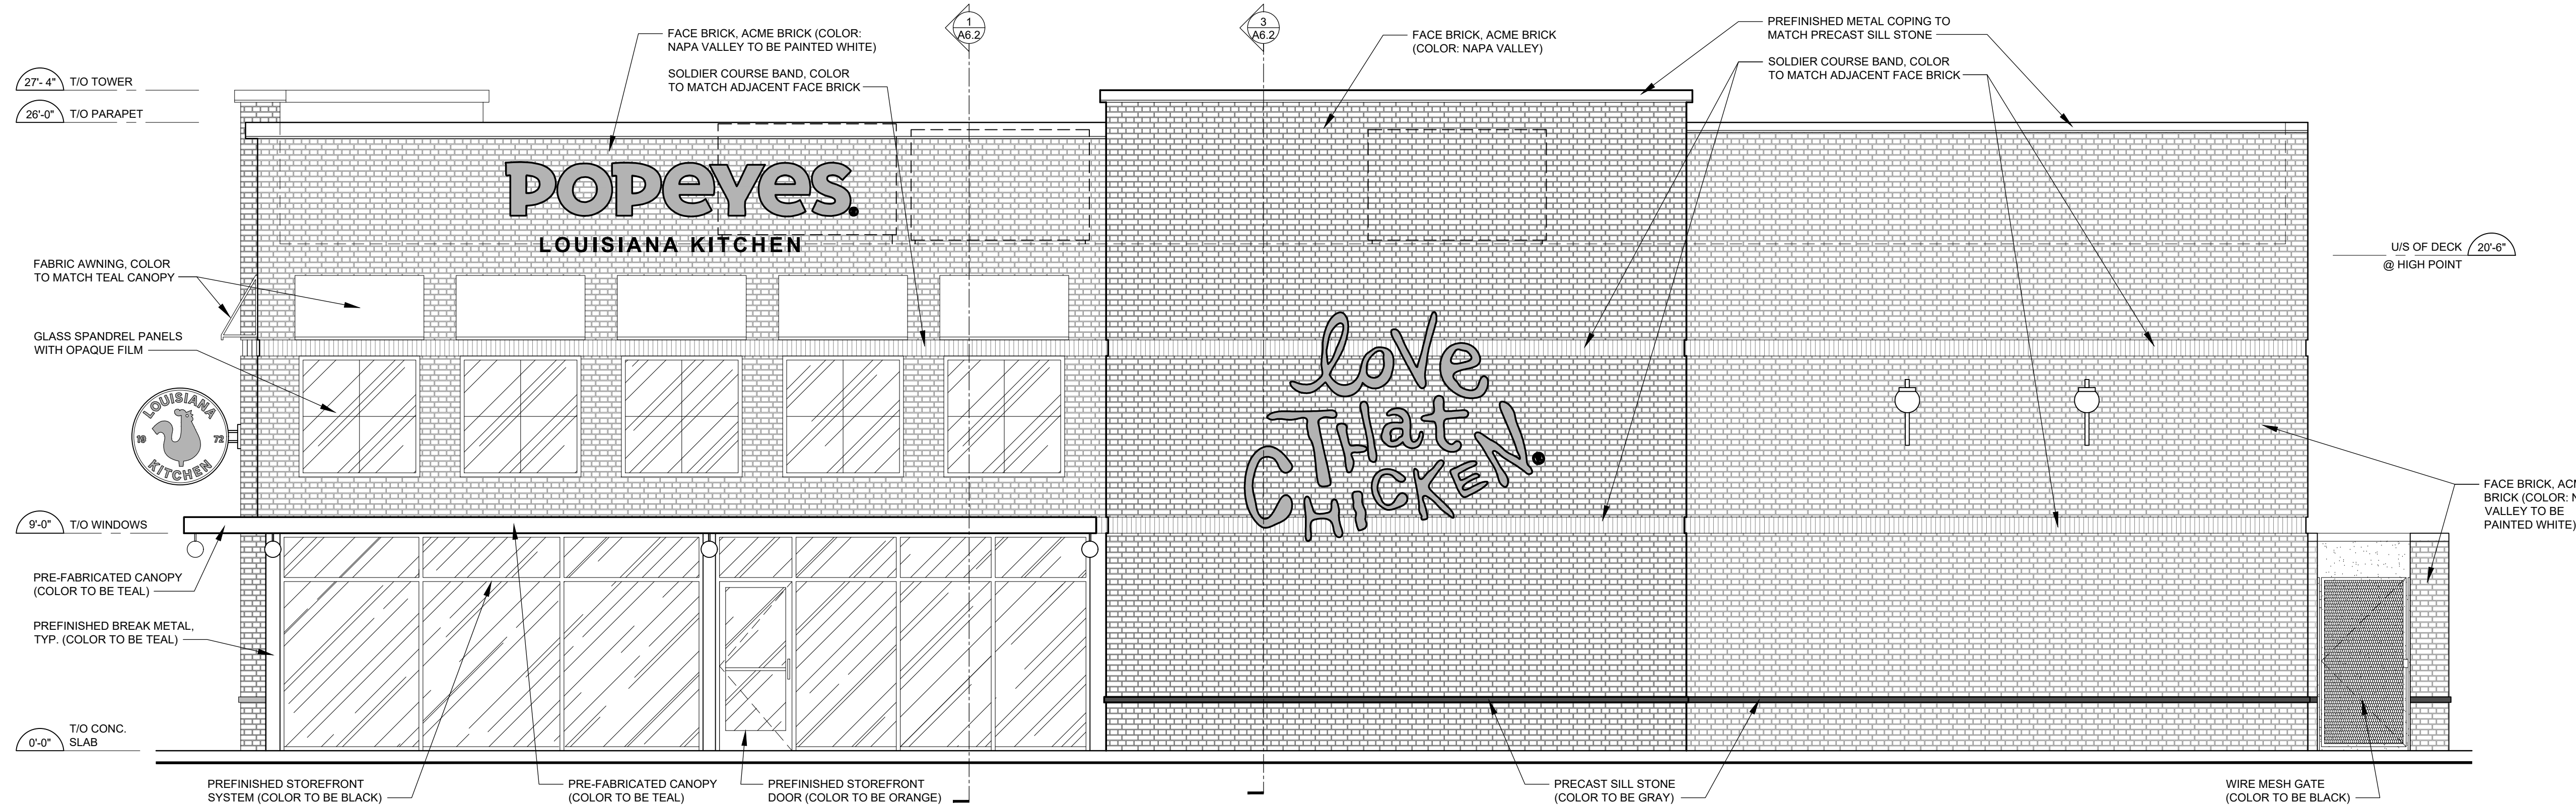 1
A6.2
3
A6.2
FACE BRICK, ACME BRICK (COLOR:
NAPA VALLEY TO BE PAINTED WHITE)
SOLDIER COURSE BAND, COLOR
TO MATCH ADJACENT FACE BRICK
FACE BRICK, ACME BRICK
(COLOR: NAPA VALLEY)
PREFINISHED METAL COPING TO
MATCH PRECAST SILL STONE
SOLDIER COURSE BAND, COLOR
TO MATCH ADJACENT FACE BRICK
27'- 4" T/O TOWER
26'-0" T/O PARAPET
POPEYES.
LOUISIANA KITCHEN
U/S OF DECK 20'-6"
@ HIGH POINT
FABRIC AWNING, COLOR
TO MATCH TEAL CANOPY
GLASS SPANDREL PANELS
WITH OPAQUE FILM
LOUISIANA
19 72
KITCHEN
loVe
THat
CHICKEN.
FACE BRICK, AC
BRICK (COLOR: N
VALLEY TO BE
PAINTED WHITE)
9'-0" T/O WINDOWS
PRE-FABRICATED CANOPY
(COLOR TO BE TEAL)
PREFINISHED BREAK METAL,
TYP. (COLOR TO BE TEAL)
T/O CONC.
0'-0" SLAB
PREFINISHED STOREFRONT
SYSTEM (COLOR TO BE BLACK)
PRE-FABRICATED CANOPY
(COLOR TO BE TEAL)
PREFINISHED STOREFRONT
DOOR (COLOR TO BE ORANGE)
PRECAST SILL STONE
(COLOR TO BE GRAY)
WIRE MESH GATE
(COLOR TO BE BLACK)